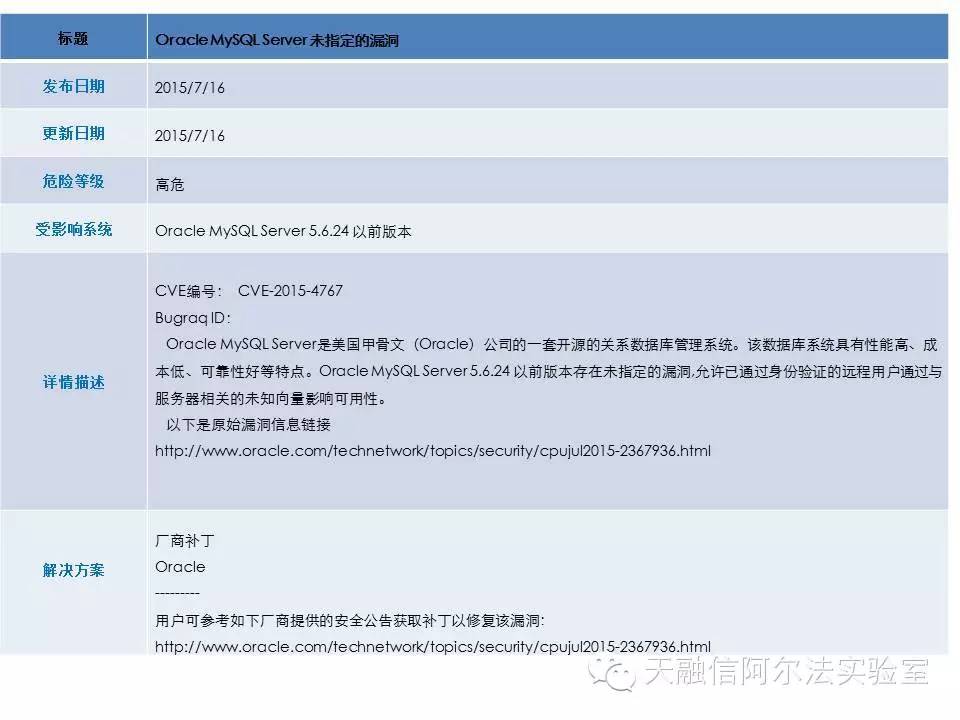 标题 Oracle MySQL Server 未指定的漏洞
发布日期 2015/7/16
更新日期 2015/7/16
危险等级 高危
受影响系统 Oracle MySQL Server 5.6.24 以前版本
详情描述
CVE编号： CVE-2015-4767
Bugraq ID：
Oracle MySQL Server是美国甲骨文（Oracle）公司的一套开源的关系数据库管理系统。该数据库系统具有性能高、成
本低、可靠性好等特点。Oracle MySQL Server 5.6.24 以前版本存在未指定的漏洞,允许已通过身份验证的远程用户通过与
服务器相关的未知向量影响可用性。
以下是原始漏洞信息链接
http://www.oracle.com/technetwork/topics/security/cpujul2015-2367936.html
解决方案
厂商补丁
Oracle
---------
用户可参考如下厂商提供的安全公告获取补丁以修复该漏洞：
http://www.oracle.com/technetwork/topics/security/cpujul2015-2367936.html
天融信阿尔法实验室